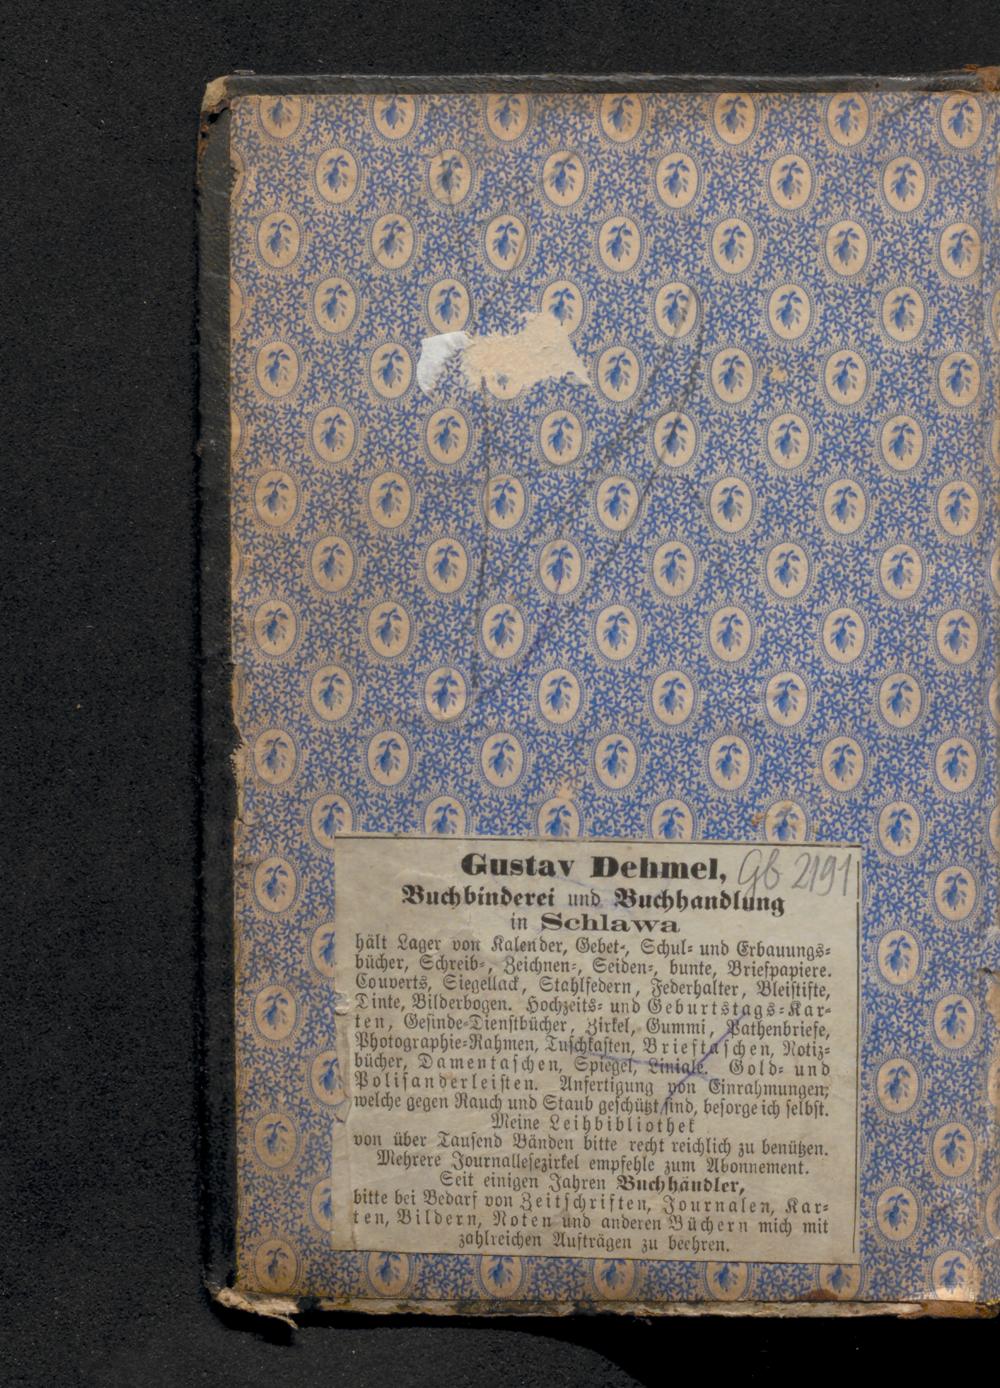 Gustav Dehmel,
Gb 2191
Buchbinderei und Buchhandlung
in Schlawa
hält Lager von Kalender, Gebet-, Schul- und Erbauungs-
bücher, Schreib-, Zeichnen-, Seiden-, bunte, Briefpapiere.
Couverts, Siegellack, Stahlfedern, Federhalter, Bleistifte,
Dinte, Bilderbogen. Hochzeits- und Geburtstags-Kar-
ten, Gesinde-Dienstbücher, Zirkel, Gummi, Pathenbriefe,
Photographie-Rahmen, Tuschkasten, Brieftaschen, Notiz-
bücher, Damentaschen, Spiegel, Liniale. Gold- und
Polisanderleisten. Anfertigung von Einrahmungen,
welche gegen Rauch und Staub geschützt sind, besorge ich selbst.
Meine Leihbibliothek
von über Tausend Bänden bitte recht reichlich zu benützen.
Mehrere Journallesezirkel empfehle zum Abonnement.
Seit einigen Jahren Buchhändler,
bitte bei Bedarf von Zeitschriften, Journalen, Kar-
ten, Bildern, Noten und anderen Büchern mich mit
zahlreichen Aufträgen zu beehren.